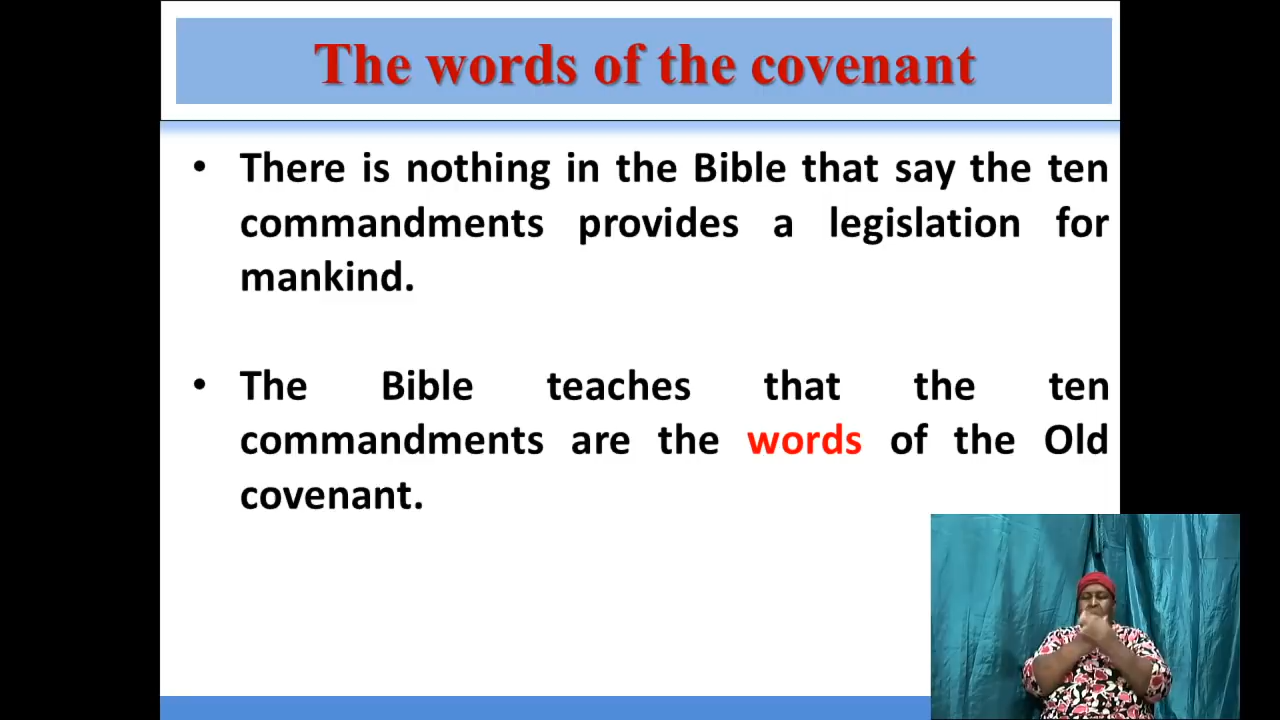 The words of the covenant
• There is nothing in the Bible that say the ten
commandments provides a legislation for
mankind.
• The Bible teaches that the ten
commandments are the words of the Old
covenant.